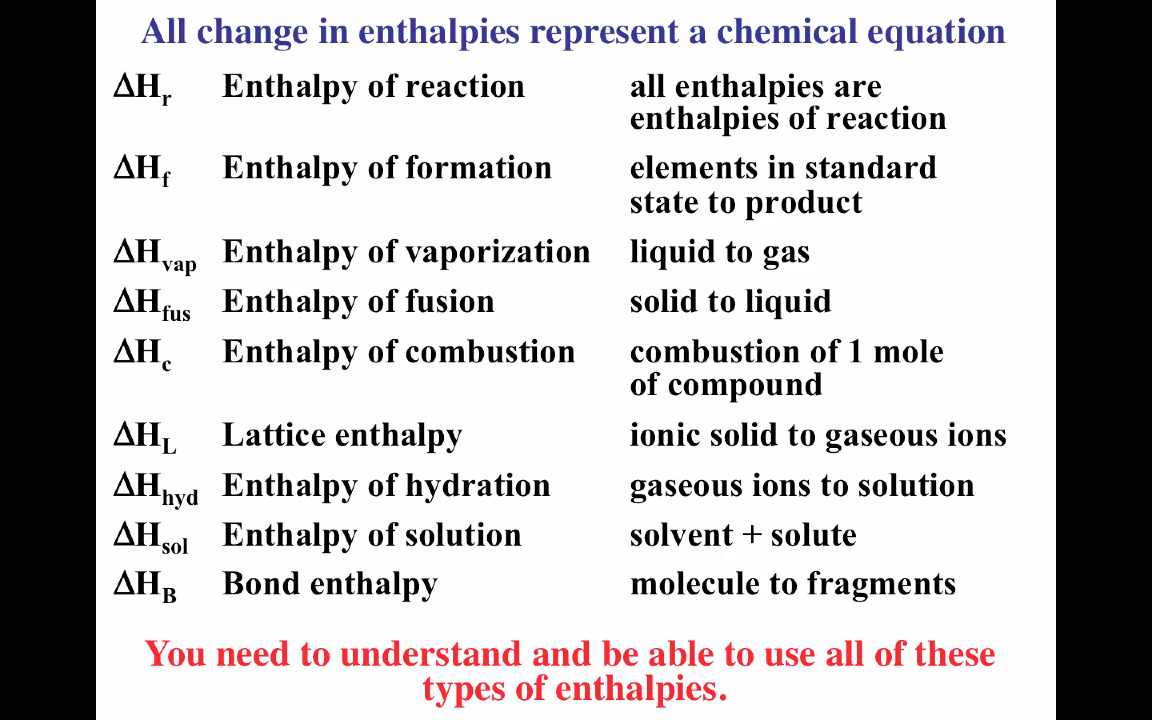 All change in enthalpies represent a chemical equation
ΔHr Enthalpy of reaction all enthalpies are
enthalpies of reaction
ΔHf Enthalpy of formation elements in standard
state to product
ΔHvap Enthalpy of vaporization liquid to gas
ΔHfus Enthalpy of fusion solid to liquid
ΔHc Enthalpy of combustion combustion of 1 mole
of compound
ΔHL Lattice enthalpy ionic solid to gaseous ions
ΔHhyd Enthalpy of hydration gaseous ions to solution
ΔHsol Enthalpy of solution solvent + solute
ΔHB Bond enthalpy molecule to fragments
You need to understand and be able to use all of these
types of enthalpies.